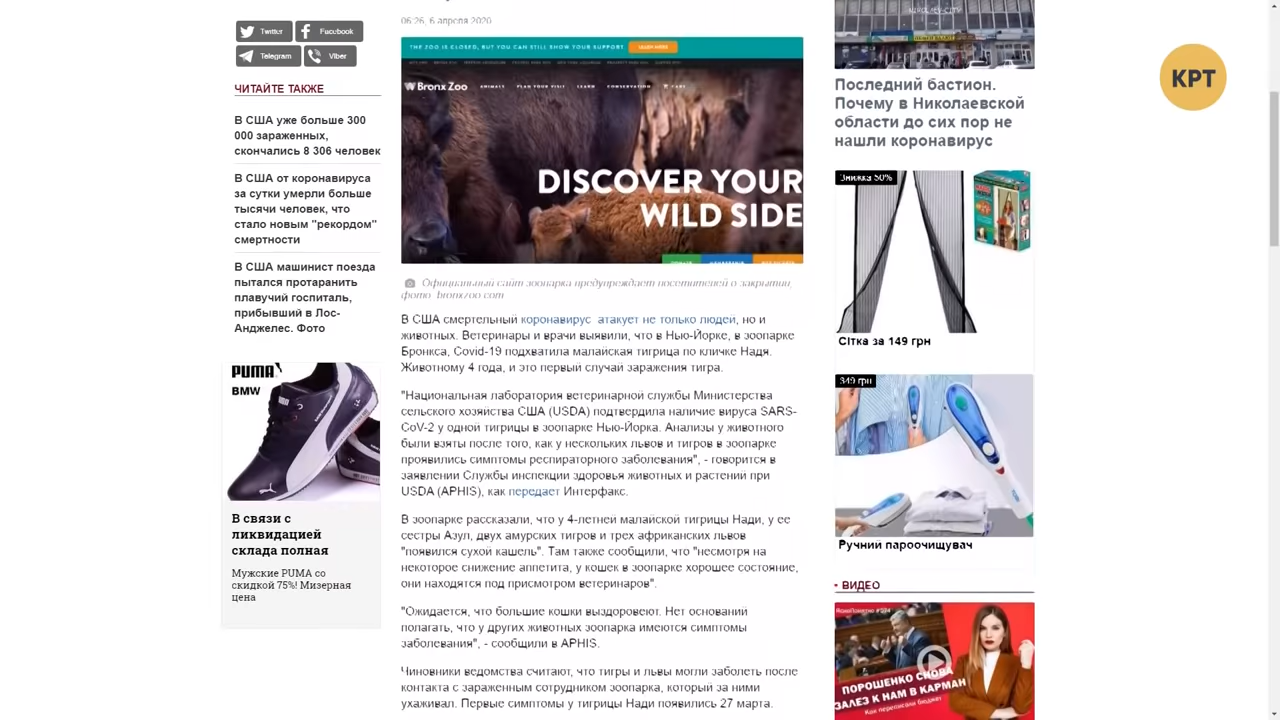 06:26, 6 апреля 2020
Twitter
Facebook
Telegram
Viber
ЧИТАЙТЕ ТАКЖЕ
В США уже больше 300
000 зараженных,
скончались 8 306 человек
В США от коронавируса
за сутки умерли больше
тысячи человек, что
стало новым "рекордом"
смертности
В США машинист поезда
пытался протаранить
плавучий госпиталь,
прибывший в Лос-
Анджелес. Фото
PUMA
BMW
В связи с
ликвидацией
склада полная
Мужские PUMA со
скидкой 75%! Мизерная
цена
THE ZOO IS CLOSED, BUT YOU CAN STILL SHOW YOUR SUPPORT.
LEARN MORE
Bronx Zoo
ANIMALS
PLAN YOUR VISIT
LEARN
CONSERVATION
CART
DISCOVER YOUR
WILD SIDE
Официальный сайт зоопарка предупреждает посетителей о закрытии,
фото bronxzoo.com
В США смертельный коронавирус атакует не только людей, но и
животных. Ветеринары и врачи выявили, что в Нью-Йорке, в зоопарке
Бронкса, Covid-19 подхватила малайская тигрица по кличке Надя.
Животному 4 года, и это первый случай заражения тигра.
"Национальная лаборатория ветеринарной службы Министерства
сельского хозяйства США (USDA) подтвердила наличие вируса SARS-
CoV-2 у одной тигрицы в зоопарке Нью-Йорка. Анализы у животного
были взяты после того, как у нескольких львов и тигров в зоопарке
проявились симптомы респираторного заболевания", - говорится в
заявлении Службы инспекции здоровья животных и растений при
USDA (APHIS), как передает Интерфакс.
В зоопарке рассказали, что у 4-летней малайской тигрицы Нади, у ее
сестры Азул, двух амурских тигров и трех африканских львов
"появился сухой кашель". Там также сообщили, что "несмотря на
некоторое снижение аппетита, у кошек в зоопарке хорошее состояние,
они находятся под присмотром ветеринаров".
"Ожидается, что большие кошки выздоровеют. Нет оснований
полагать, что у других животных зоопарка имеются симптомы
заболевания", - сообщили в APHIS.
Чиновники ведомства считают, что тигры и львы могли заболеть после
контакта с зараженным сотрудником зоопарка, который за ними
ухаживал. Первые симптомы у тигрицы Нади появились 27 марта.
NIKOLAEV-CITY
Последний бастион.
Почему в Николаевской
области до сих пор не
нашли коронавирус
Знижка 50%
Сітка за 149 грн
349 грн
Ручний пароочищувач
ВИДЕО
ПОРОШЕНКО СНОВА
ЗАЛЕЗ К НАМ В КАРМАН
Как переписали бюджет
КРТ